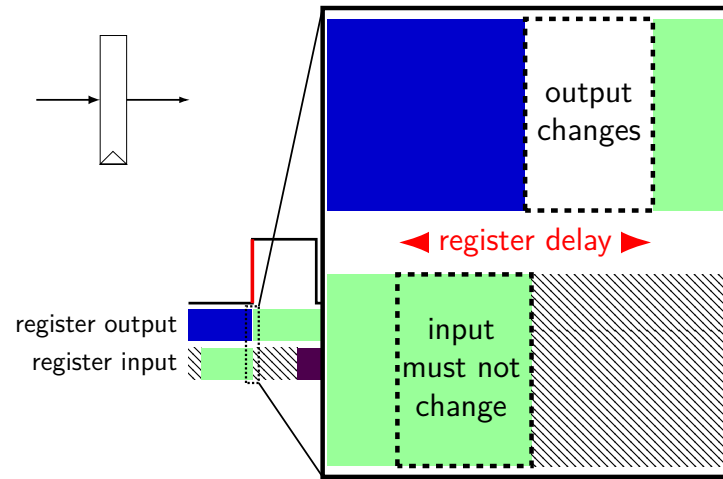 output
changes
register delay
register output
register input
input
must not
change